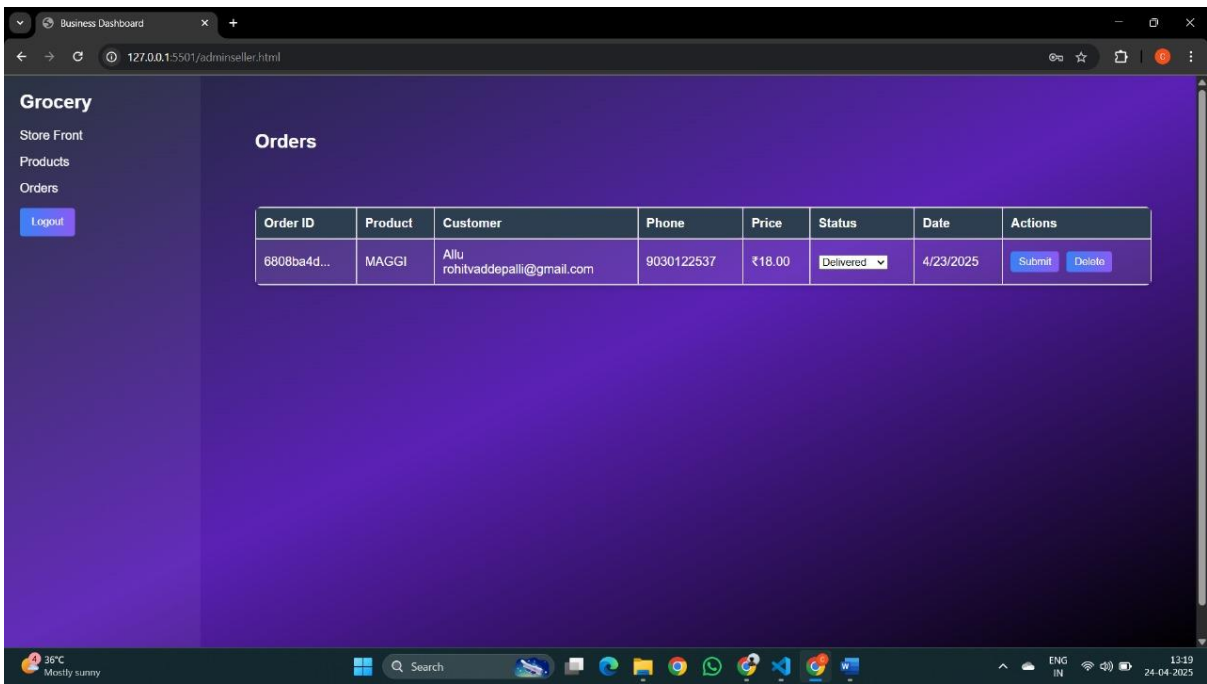 Business Dashboard
127.0.0.1:5501/adminseller.html
C
Grocery
Store Front
Products
Orders
Logout
Orders
Order ID Product Customer Phone Price Status Date Actions
6808ba4d... MAGGI Allu 9030122537 ₹18.00 Delivered 4/23/2025 Submit Delete
rohitvaddepalli@gmail.com
4
36°C
Mostly sunny
Search
ENG
IN
13:19
24-04-2025